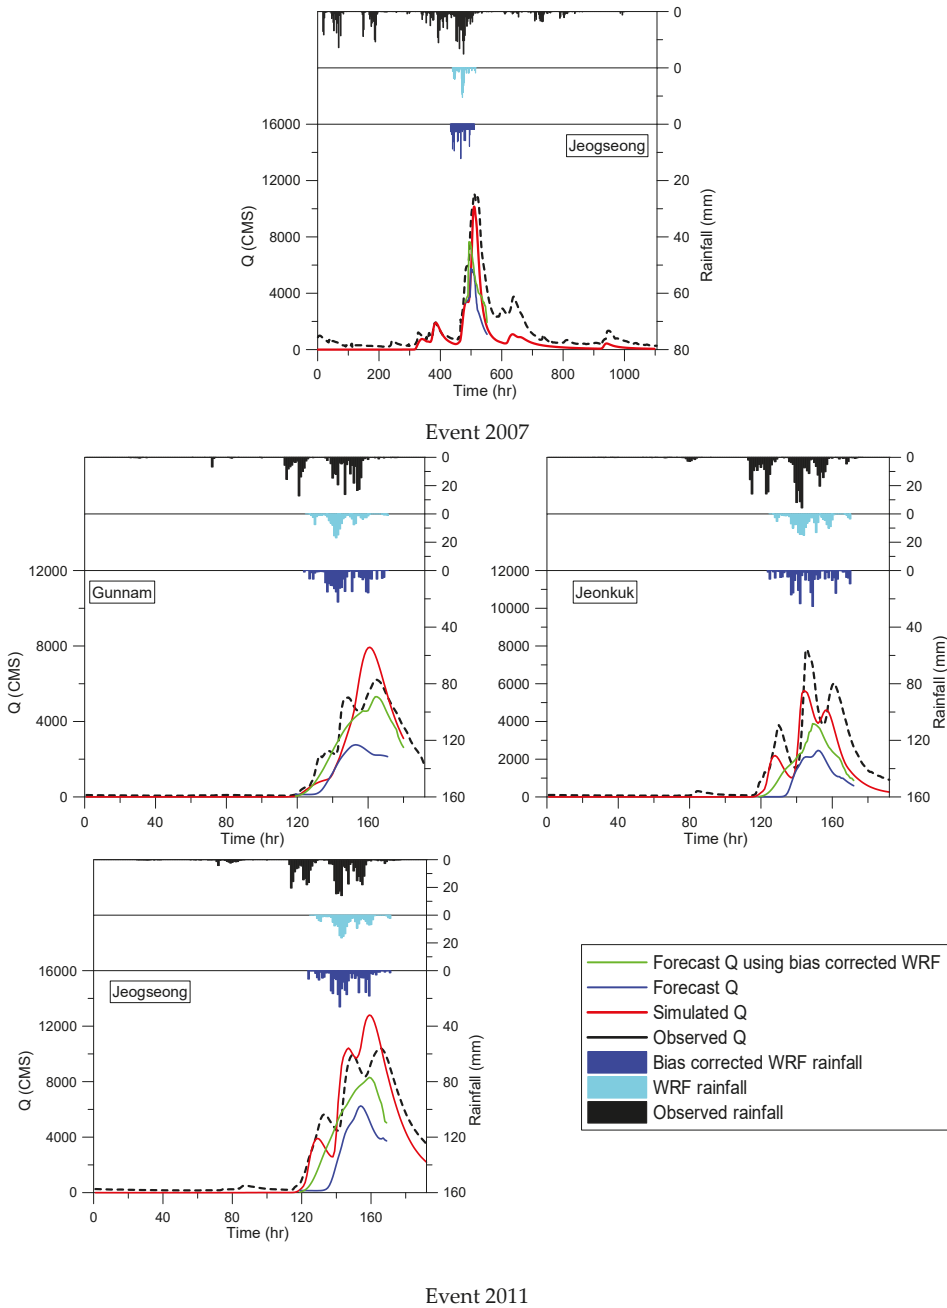 0
0
16000
0
Jeogseong
12000
20
8000
40
4000
60
0
80
Q (CMS)
Rainfall (mm)
0 200 400 600 800 1000
Time (hr)
Event 2007
0
20
0
20
12000
0
Gunnam
40
8000
80
4000
120
0
160
Q (CMS)
0 40 80 120 160
Time (hr)
0
20
0
20
12000
0
Jeonkuk
10000
40
8000
6000
80
4000
120
2000
0
160
Rainfall (mm)
0 40 80 120 160
Time (hr)
0
20
0
20
16000
0
Jeogseong
12000
40
8000
80
4000
120
0
160
Q (CMS)
Rainfall (mm)
0 40 80 120 160
Time (hr)
Forecast Q using bias corrected WRF
Forecast Q
Simulated Q
Observed Q
Bias corrected WRF rainfall
WRF rainfall
Observed rainfall
Event 2011